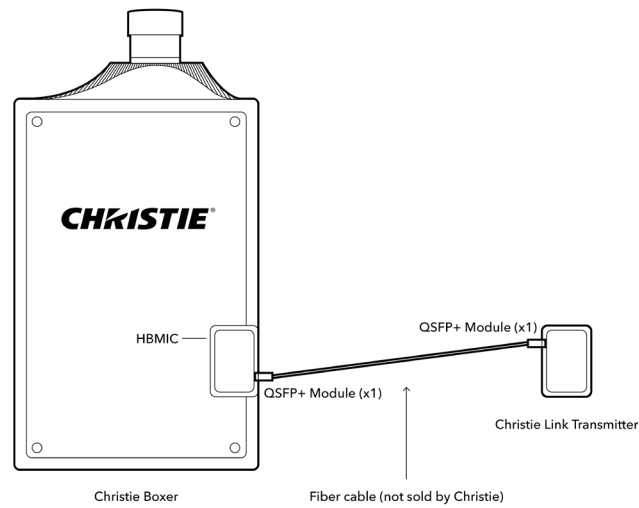 CHRISTIE®
QSFP+ Module (x1)
HBMIC
QSFP+ Module (x1)
Christie Link Transmitter
Christie Boxer
Fiber cable (not sold by Christie)